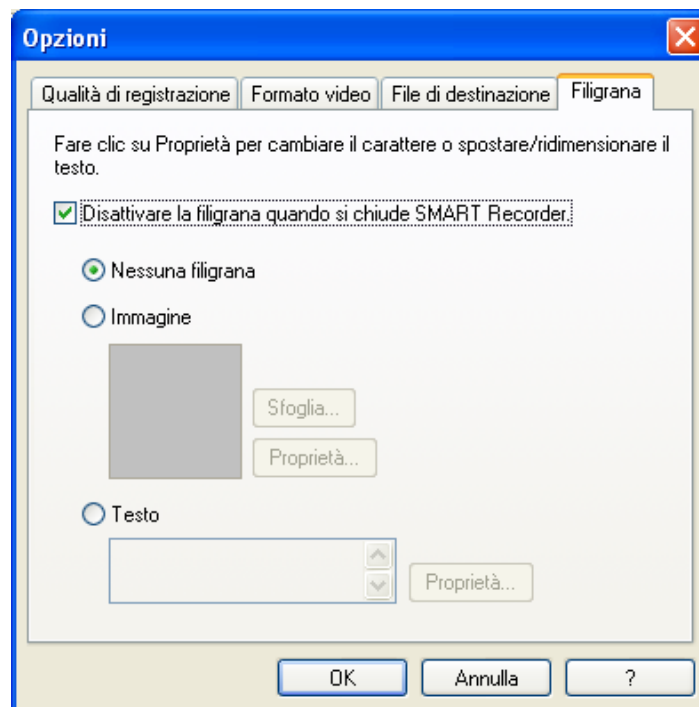 Opzioni
Qualità di registrazione Formato video File di destinazione Filigrana
Fare clic su Proprietà per cambiare il carattere o spostare/ridimensionare il
testo.
Disattivare la filigrana quando si chiude SMART Recorder.
Nessuna filigrana
Immagine
Sfoglia...
Proprietà...
Testo
Proprietà...
OK Annulla ?